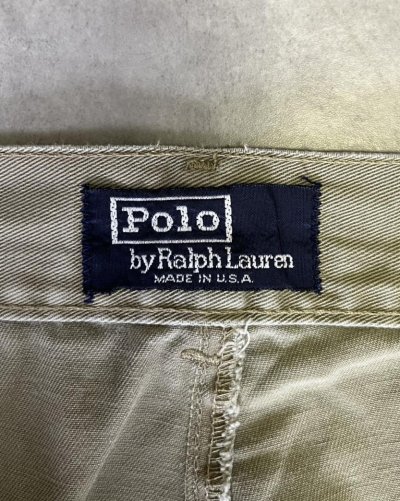 Polo
by Ralph Lauren
MADE IN U.S.A.